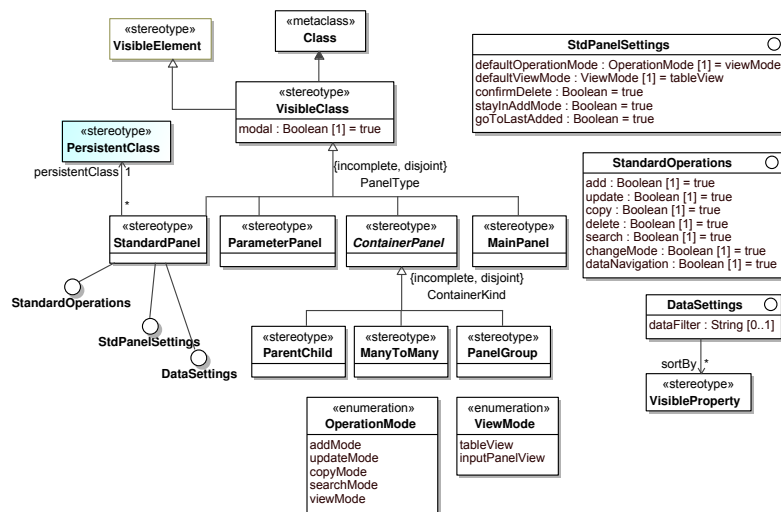 «stereotype»
VisibleElement
«metaclass»
Class
«stereotype»
VisibleClass
modal : Boolean [1] = true
StdPanelSettings
defaultOperationMode : OperationMode [1] = viewMode
defaultViewMode : ViewMode [1] = tableView
confirmDelete : Boolean = true
stayInAddMode : Boolean = true
goToLastAdded : Boolean = true
«stereotype»
PersistentClass
persistentClass 1
*
{incomplete, disjoint}
PanelType
StandardOperations
add : Boolean [1] = true
update : Boolean [1] = true
copy : Boolean [1] = true
delete : Boolean [1] = true
search : Boolean [1] = true
changeMode : Boolean [1] = true
dataNavigation : Boolean [1] = true
«stereotype»
StandardPanel
«stereotype»
ParameterPanel
«stereotype»
ContainerPanel
«stereotype»
MainPanel
StandardOperations
StdPanelSettings
DataSettings
{incomplete, disjoint}
ContainerKind
«stereotype»
ParentChild
«stereotype»
ManyToMany
«stereotype»
PanelGroup
DataSettings
dataFilter : String [0..1]
sortBy *
«stereotype»
VisibleProperty
«enumeration»
OperationMode
addMode
updateMode
copyMode
searchMode
viewMode
«enumeration»
ViewMode
tableView
inputPanelView